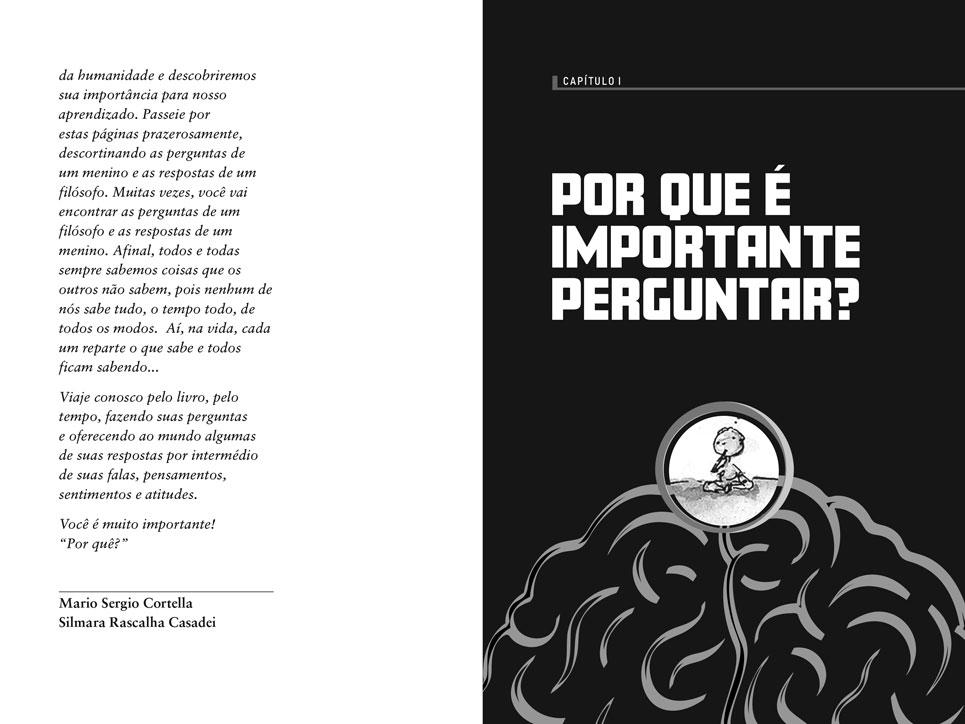 da humanidade e descobriremos
sua importância para nosso
aprendizado. Passeie por
estas páginas prazerosamente,
descortinando as perguntas de
um menino e as respostas de um
filósofo. Muitas vezes, você vai
encontrar as perguntas de um
filósofo e as respostas de um
menino. Afinal, todos e todas
sempre sabemos coisas que os
outros não sabem, pois nenhum de
nós sabe tudo, o tempo todo, de
todos os modos.  Aí, na vida, cada
um reparte o que sabe e todos
ficam sabendo...
Viaje conosco pelo livro, pelo
tempo, fazendo suas perguntas
e oferecendo ao mundo algumas
de suas respostas por intermédio
de suas falas, pensamentos,
sentimentos e atitudes.
Você é muito importante!
“Por quê?”
Mario Sergio Cortella
Silmara Rascalha Casadei
CAPÍTULO I
POR QUE É
IMPORTANTE
PERGUNTAR?